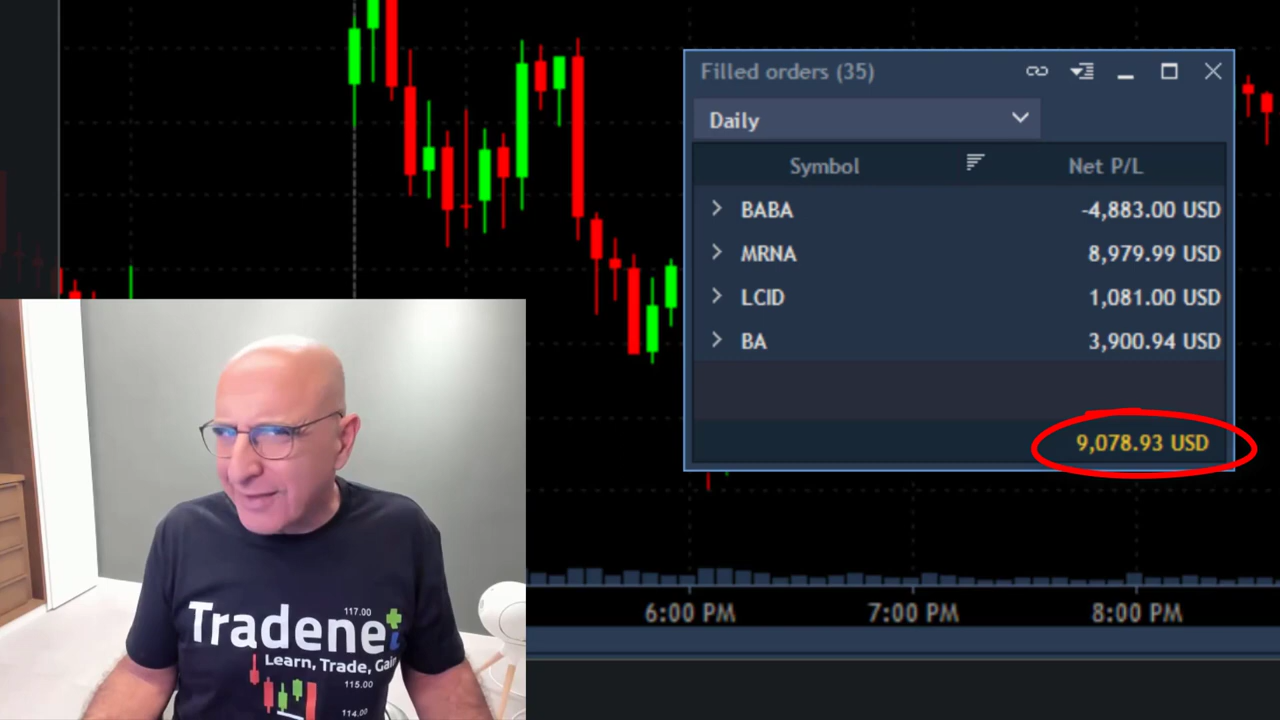 Filled orders (35)
Daily
Symbol Net P/L
BABA -4,883.00 USD
MRNA 8,979.99 USD
LCID 1,081.00 USD
BA 3,900.94 USD
9,078.93 USD
6:00 PM 7:00 PM 8:00 PM
117.00
Tradenet
Learn, Trade, Gain
115.00
114.00